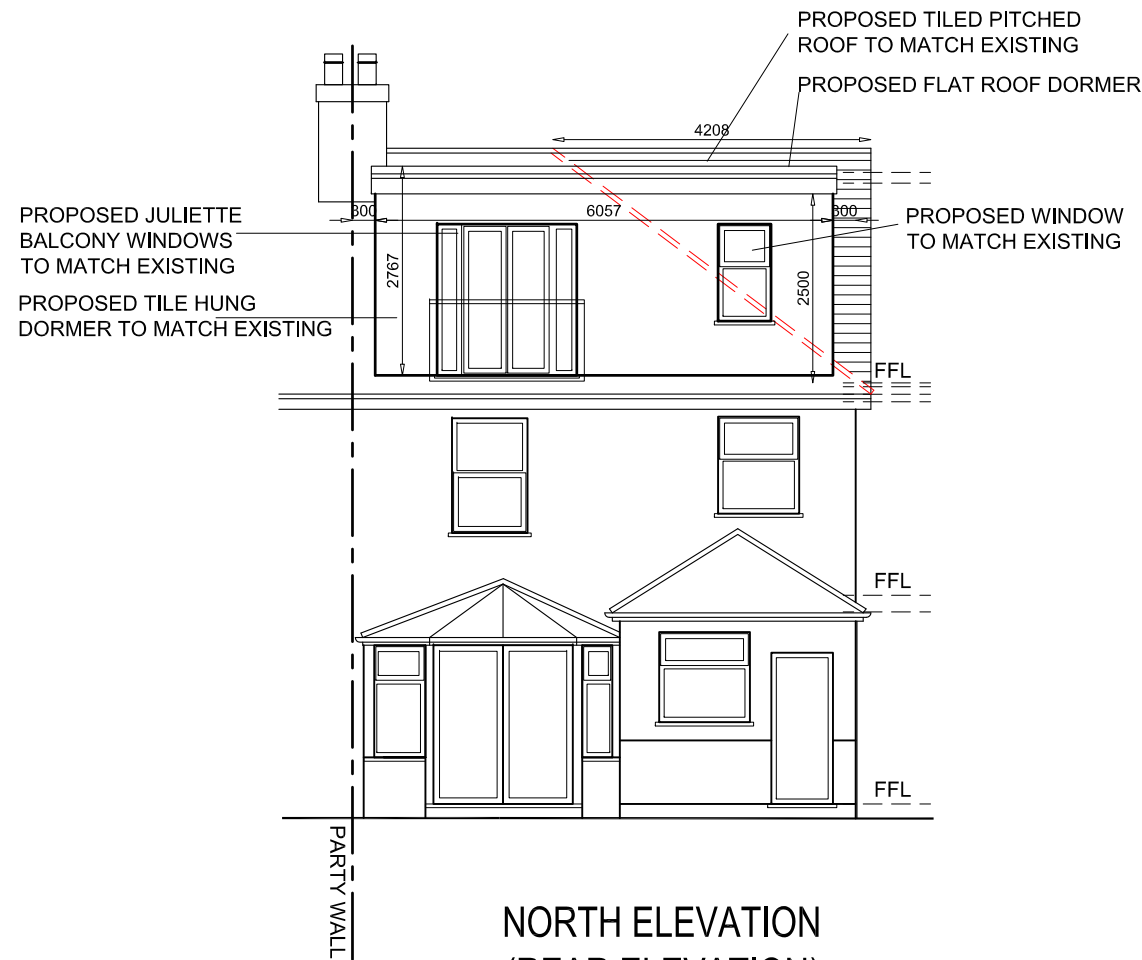 PROPOSED TILED PITCHED
ROOF TO MATCH EXISTING
PROPOSED FLAT ROOF DORMER
4208
PROPOSED JULIETTE
BALCONY WINDOWS
TO MATCH EXISTING
300
6057
300
PROPOSED WINDOW
TO MATCH EXISTING
2767
2500
PROPOSED TILE HUNG
DORMER TO MATCH EXISTING
FFL
FFL
FFL
PARTY WALL
NORTH ELEVATION
(REAR ELEVATION)